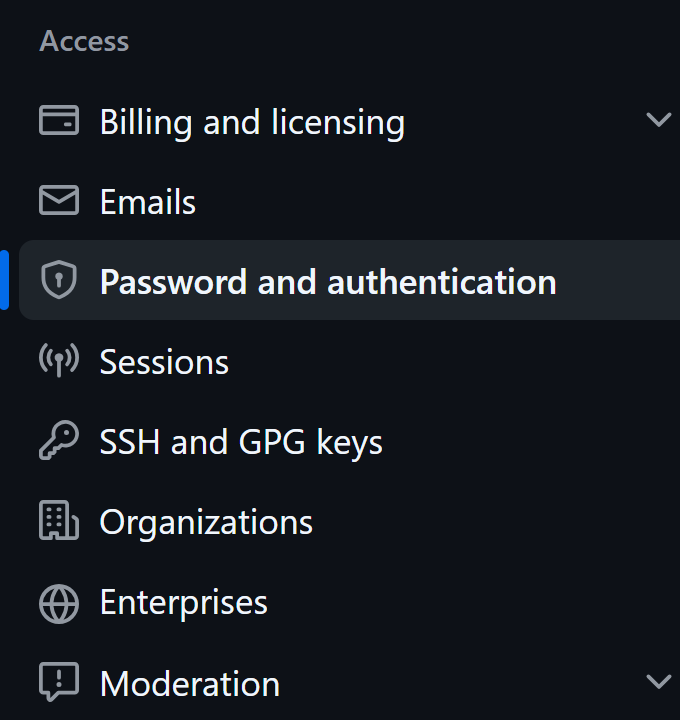 Access
Billing and licensing
Emails
Password and authentication
Sessions
SSH and GPG keys
Organizations
Enterprises
Moderation